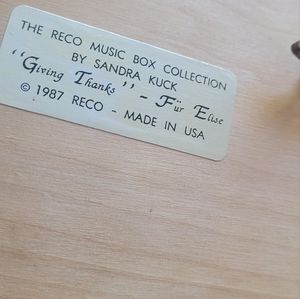 THE RECO MUSIC BOX COLLECTION
BY SANDRA KUCK
"Giving Thanks" - Für Elise
© 1987 RECO - MADE IN USA